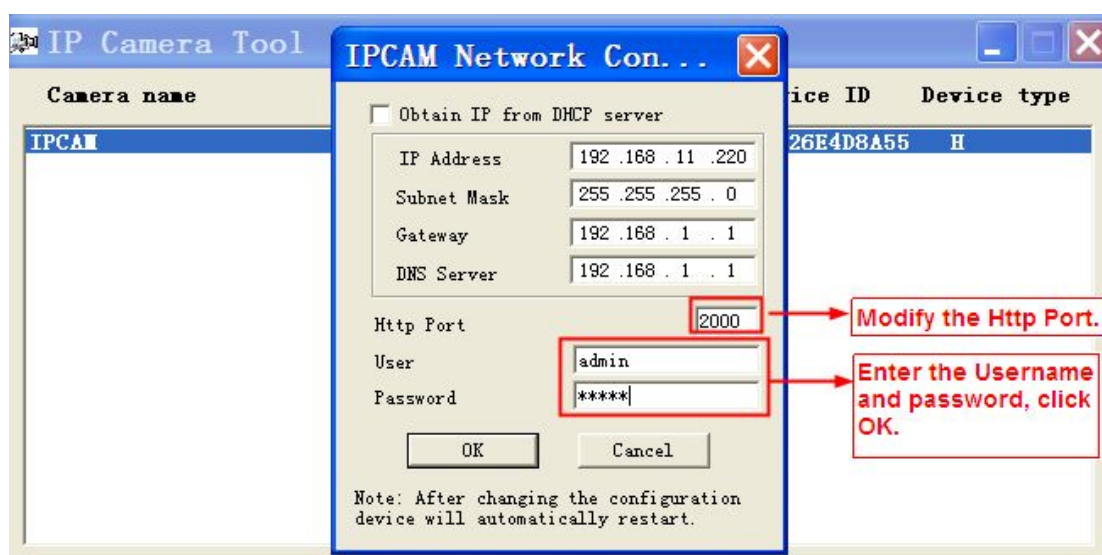 IP Camera Tool
IPCAM Network Con...
Camera name
ice ID Device type
Obtain IP from DHCP server
IPCAM
26E4D8A55 H
IP Address 192 .168 . 11 .220
Subnet Mask 255 .255 .255 . 0
Gateway 192 .168 . 1 . 1
DNS Server 192 .168 . 1 . 1
Http Port 2000
Modify the Http Port.
User admin
Password *****
Enter the Username
and password, click
OK.
OK Cancel
Note: After changing the configuration
device will automatically restart.